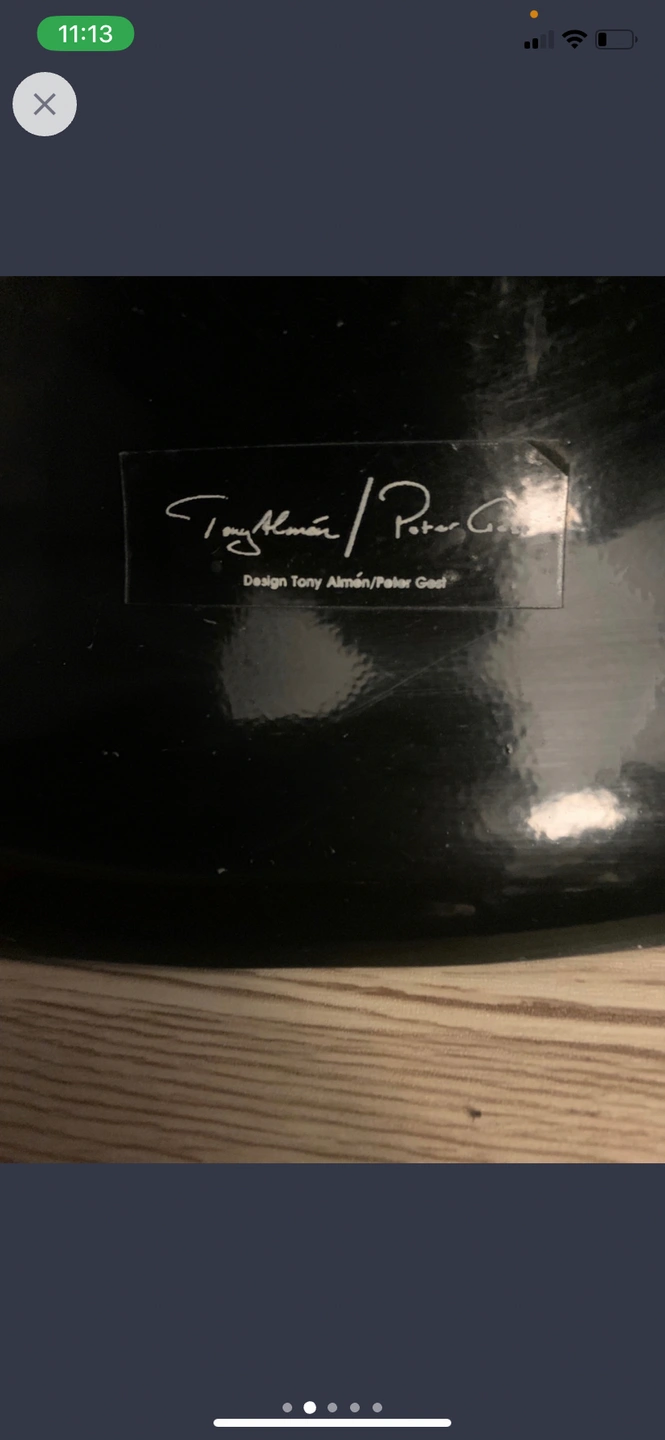 11:13
Tony Almén / Peter
Design Tony Almén/Peter Gest